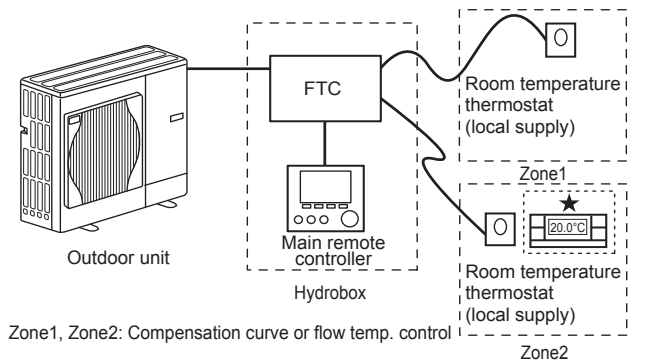 FTC
Room temperature
thermostat
(local supply)
Zone1
20.0°C
Outdoor unit
Main remote
controller
Hydrobox
Room temperature
thermostat
(local supply)
Zone1, Zone2: Compensation curve or flow temp. control
Zone2